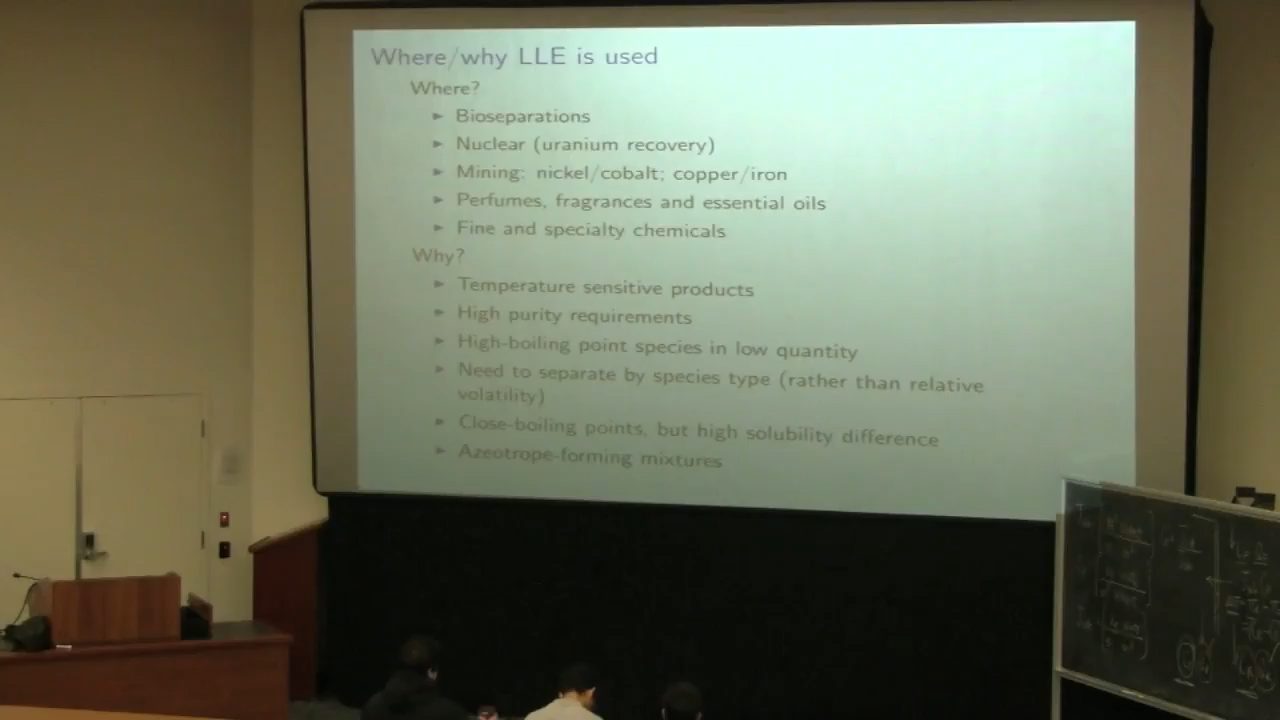 Where/why LLE is used
Where?
► Bioseparations
► Nuclear (uranium recovery)
► Mining: nickel/cobalt; copper/iron
► Perfumes, fragrances and essential oils
► Fine and specialty chemicals
Why?
► Temperature sensitive products
► High purity requirements
► High-boiling point species in low quantity
► Need to separate by species type (rather than relative
volatility)
► Close-boiling points, but high solubility difference
► Azeotrope-forming mixtures